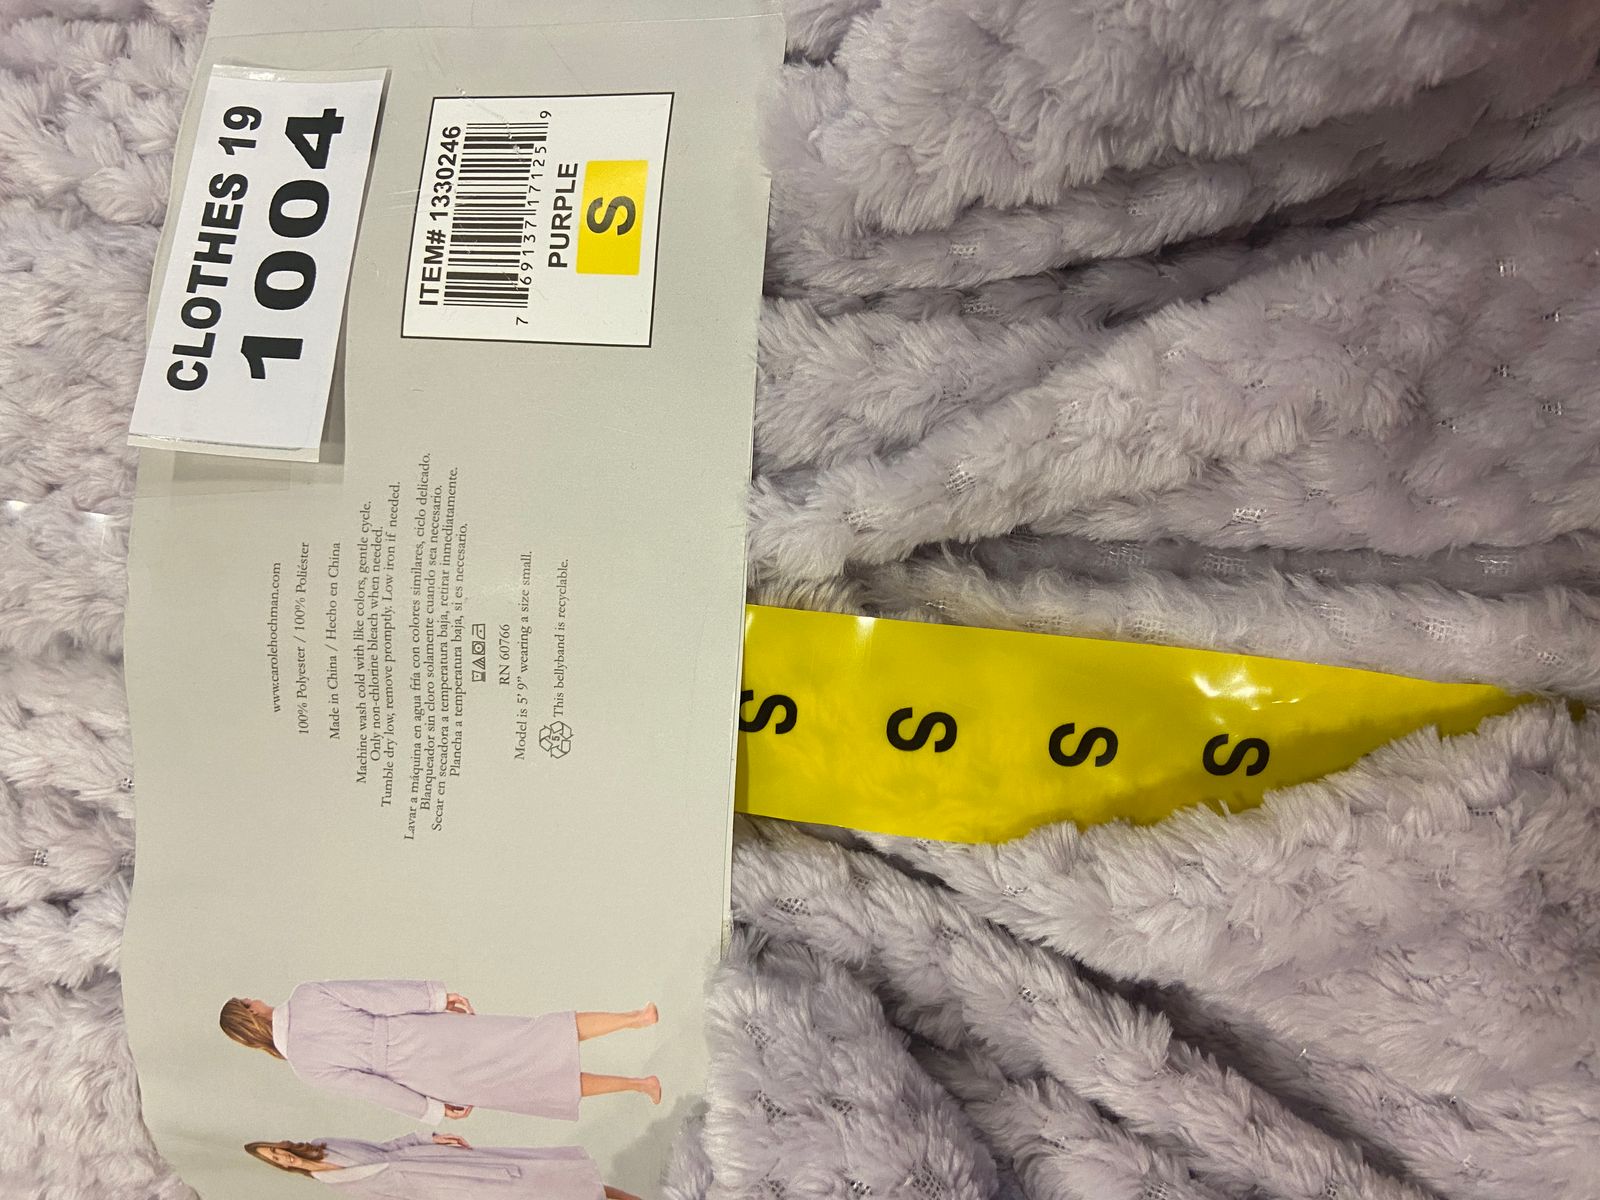 CLOTHES 19
1004
ITEM# 1330246
7 69137 17125 9
PURPLE
S
www.carolehochman.com
100% Polyester / 100% Poliéster
Made in China / Hecho en China
Machine wash cold with like colors, gentle cycle.
Only non-chlorine bleach when needed.
Tumble dry low, remove promptly. Low iron if needed.
Lavar a máquina en agua fría con colores similares, ciclo delicado.
Blanqueador sin cloro solamente cuando sea necesario.
Secar en secadora a temperatura baja, retirar inmediatamente.
Plancha a temperatura baja, si es necesario.
RN 60766
Model is 5' 9" wearing a size small.
5 This bellyband is recyclable.
S
S
S
S